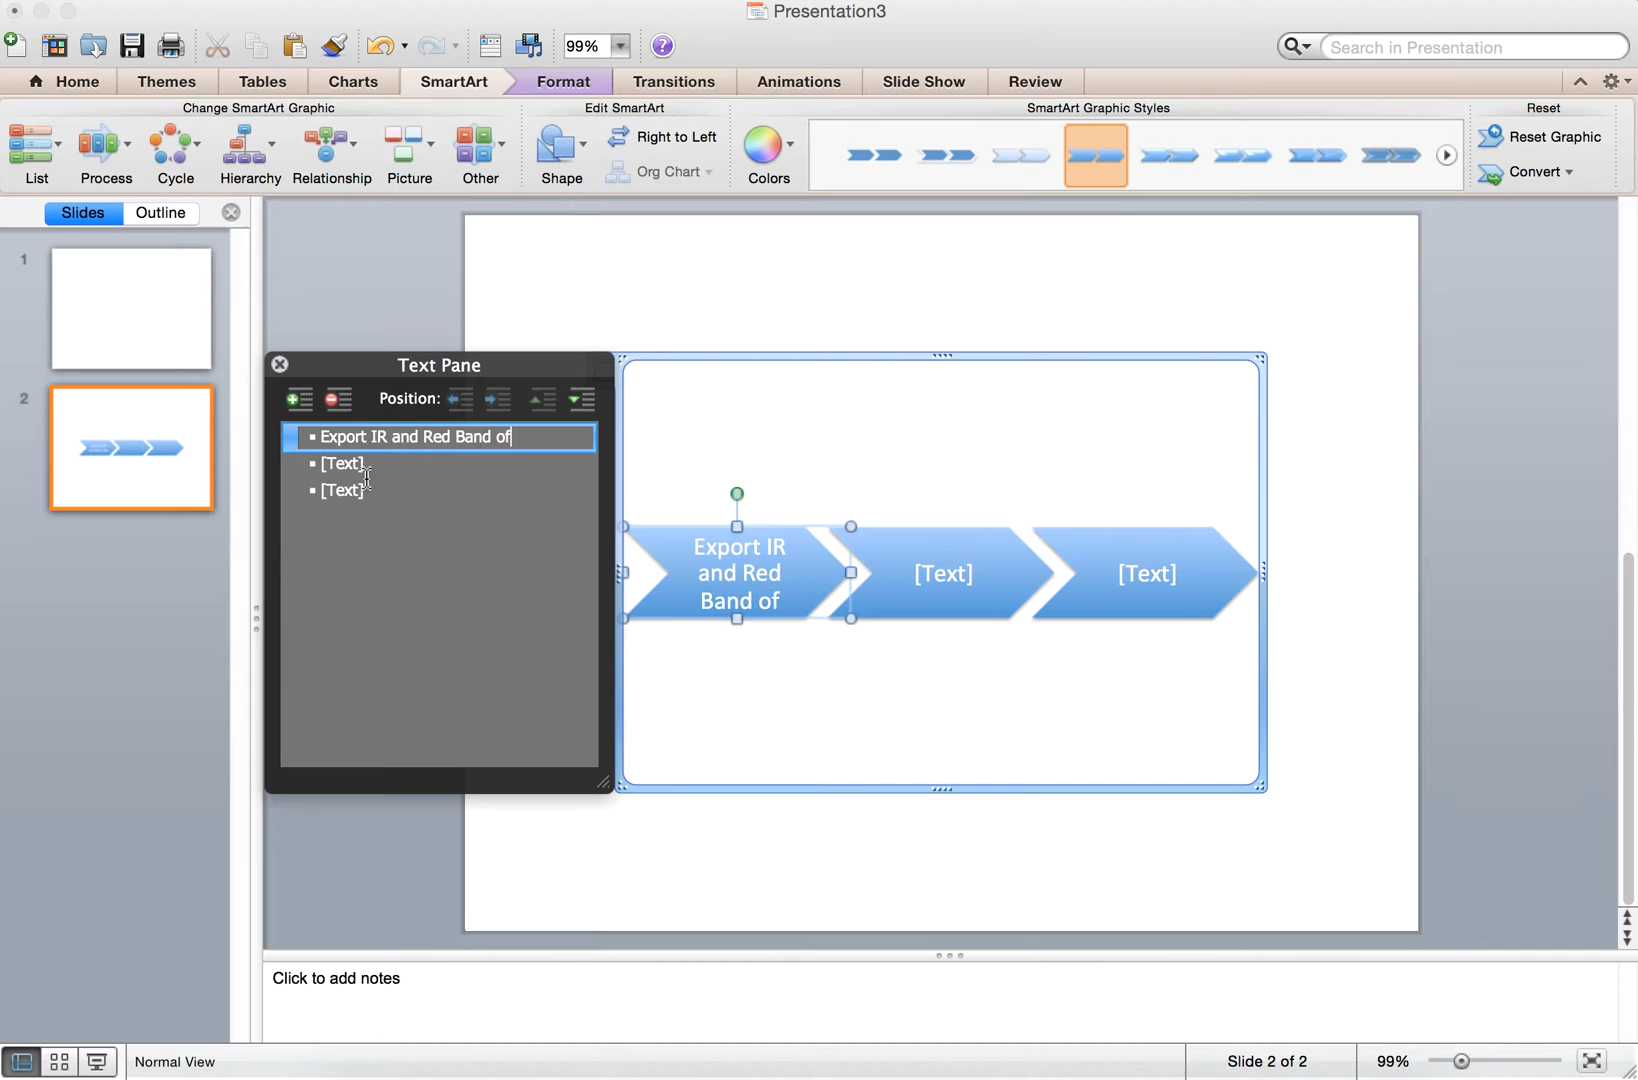 Presentation3
99%
Search in Presentation
Home
Themes
Tables
Charts
SmartArt
Format
Transitions
Animations
Slide Show
Review
Change SmartArt Graphic
Edit SmartArt
SmartArt Graphic Styles
Reset
List
Process
Cycle
Hierarchy
Relationship
Picture
Other
Shape
Right to Left
Org Chart
Colors
Reset Graphic
Convert
Slides
Outline
1
2
Text Pane
Position:
▪ Export IR and Red Band of
▪ [Text]
▪ [Text]
Export IR
and Red
Band of
[Text]
[Text]
Click to add notes
Normal View
Slide 2 of 2
99%